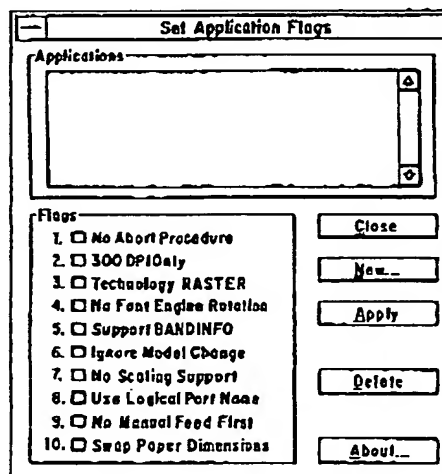 Set Application Flags
Applications
Flags
1. No Abort Procedure
2. 300 DPI Only
3. Technology RASTER
4. No Font Engine Rotation
5. Support BANDINFO
6. Ignore Model Change
7. No Scaling Support
8. Use Logical Port Name
9. No Manual Feed First
10. Swap Paper Dimensions
Close
New...
Apply
Delete
About...